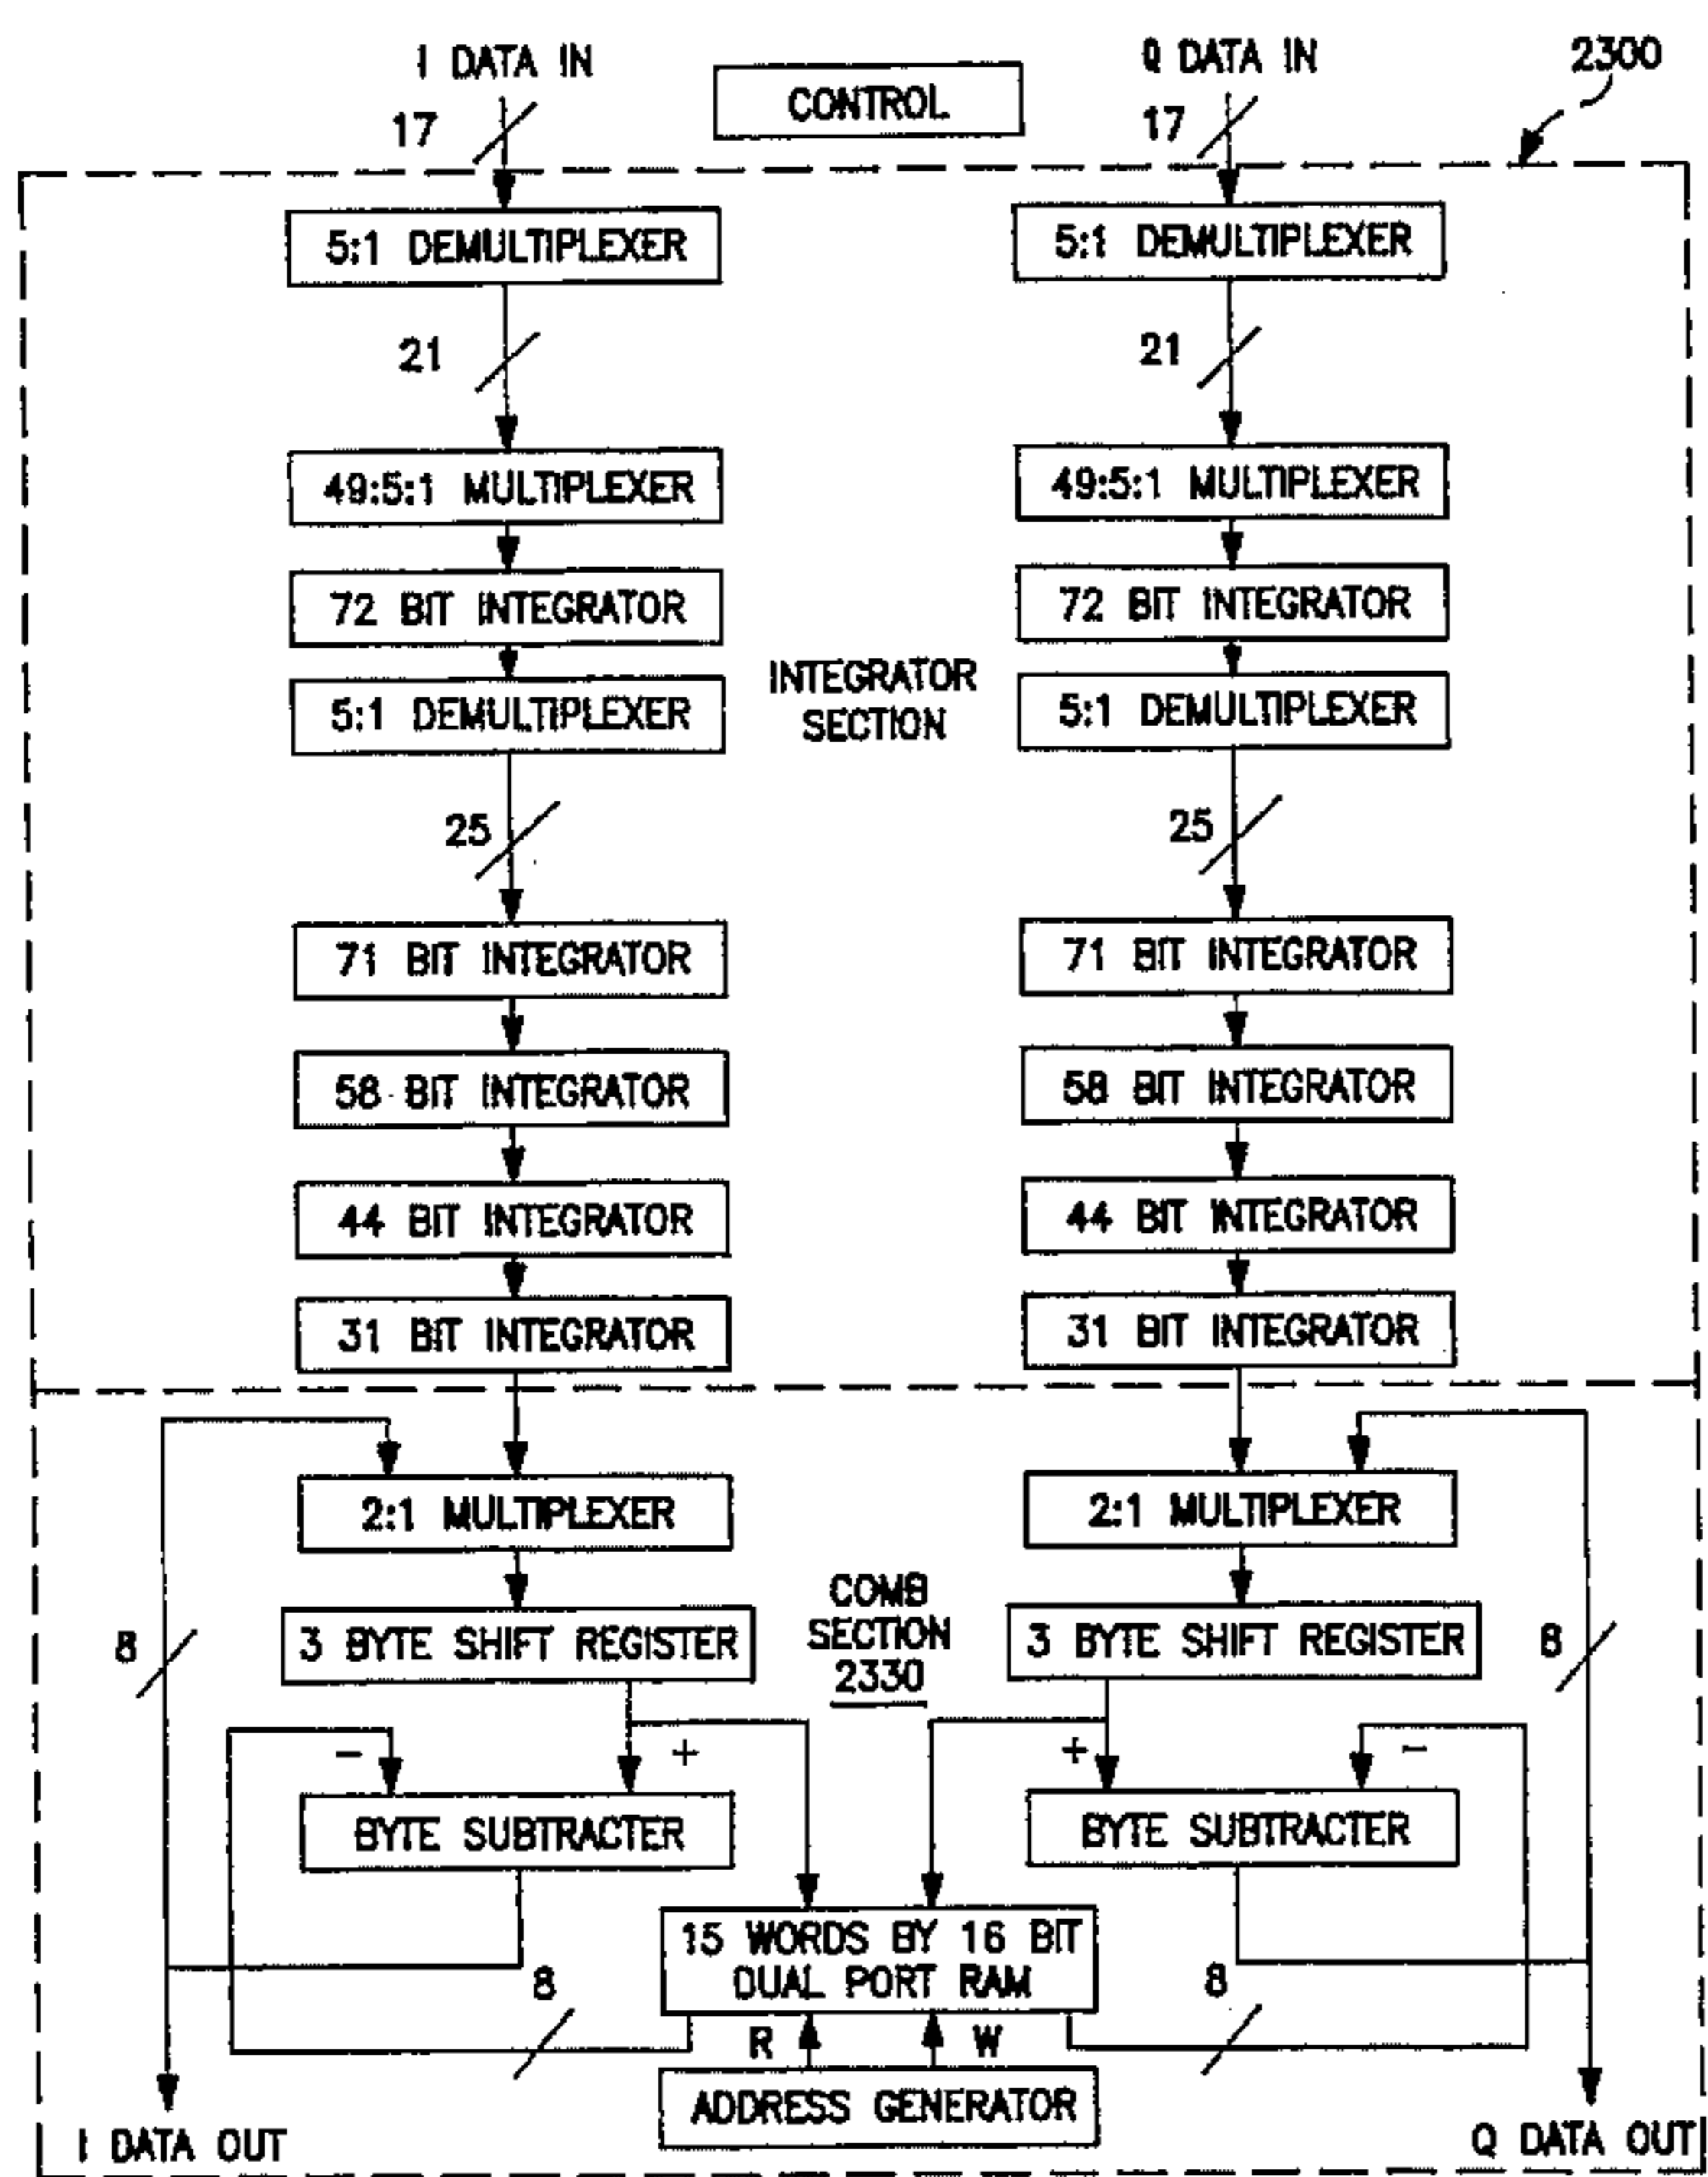 I DATA IN
CONTROL
Q DATA IN
2300
17
17
5:1 DEMULTIPLEXER
5:1 DEMULTIPLEXER
21
21
49:5:1 MULTIPLEXER
49:5:1 MULTIPLEXER
72 BIT INTEGRATOR
72 BIT INTEGRATOR
INTEGRATOR
SECTION
5:1 DEMULTIPLEXER
5:1 DEMULTIPLEXER
25
25
71 BIT INTEGRATOR
71 BIT INTEGRATOR
58 BIT INTEGRATOR
58 BIT INTEGRATOR
44 BIT INTEGRATOR
44 BIT INTEGRATOR
31 BIT INTEGRATOR
31 BIT INTEGRATOR
2:1 MULTIPLEXER
2:1 MULTIPLEXER
8
3 BYTE SHIFT REGISTER
COMB
SECTION
2330
3 BYTE SHIFT REGISTER
8
−
+
+
−
BYTE SUBTRACTER
BYTE SUBTRACTER
15 WORDS BY 16 BIT
DUAL PORT RAM
8
8
R
W
ADDRESS GENERATOR
I DATA OUT
Q DATA OUT